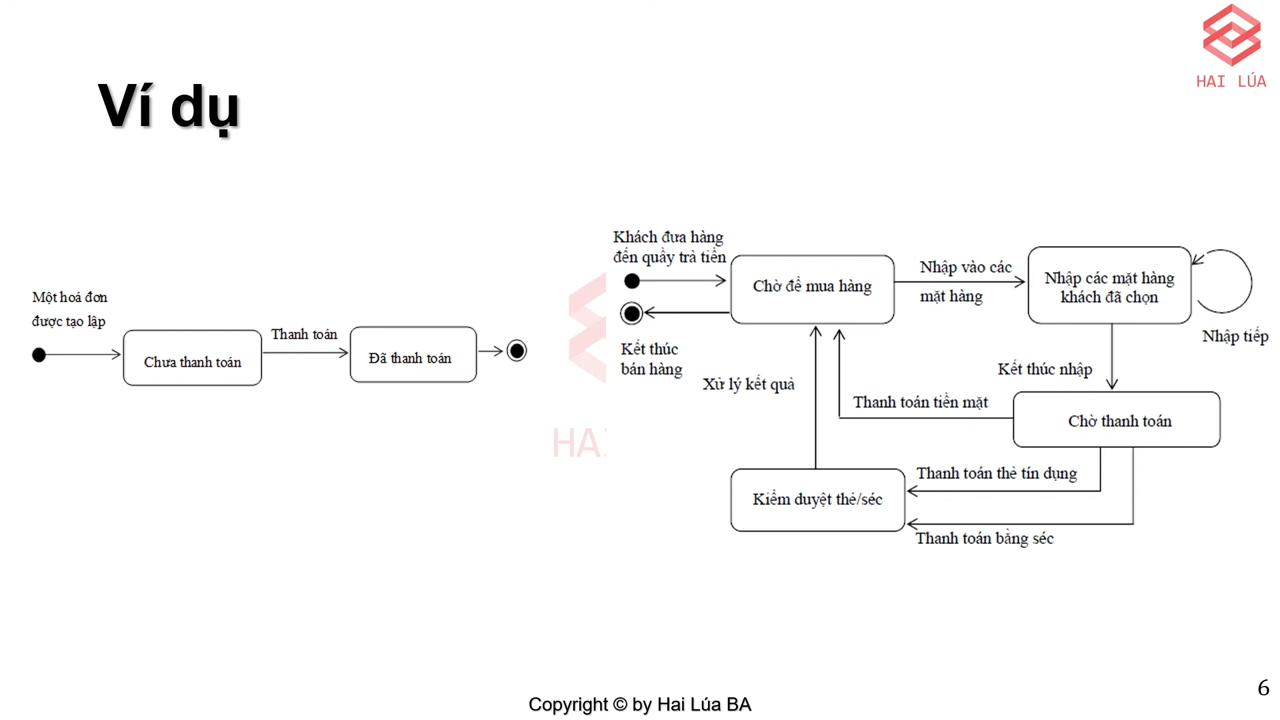 HAI LÚA
Ví dụ
Một hoá đơn
được tạo lập
Chưa thanh toán
Thanh toán
Đã thanh toán
Khách đưa hàng
đến quầy trả tiền
Chờ để mua hàng
Nhập vào các
mặt hàng
Nhập các mặt hàng
khách đã chọn
Nhập tiếp
Kết thúc
bán hàng
Xử lý kết quả
Kết thúc nhập
Thanh toán tiền mặt
Chờ thanh toán
Thanh toán thẻ tín dụng
Kiểm duyệt thẻ/séc
Thanh toán bằng séc
HAI
Copyright © by Hai Lúa BA
6